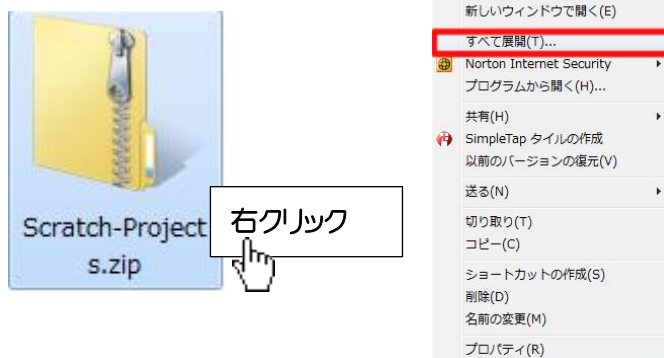 Scratch-Project
s.zip
右クリック
新しいウィンドウで開く(E)
すべて展開(T)...
Norton Internet Security
プログラムから開く(H)...
共有(H)
SimpleTap タイルの作成
以前のバージョンの復元(V)
送る(N)
切り取り(T)
コピー(C)
ショートカットの作成(S)
削除(D)
名前の変更(M)
プロパティ(R)